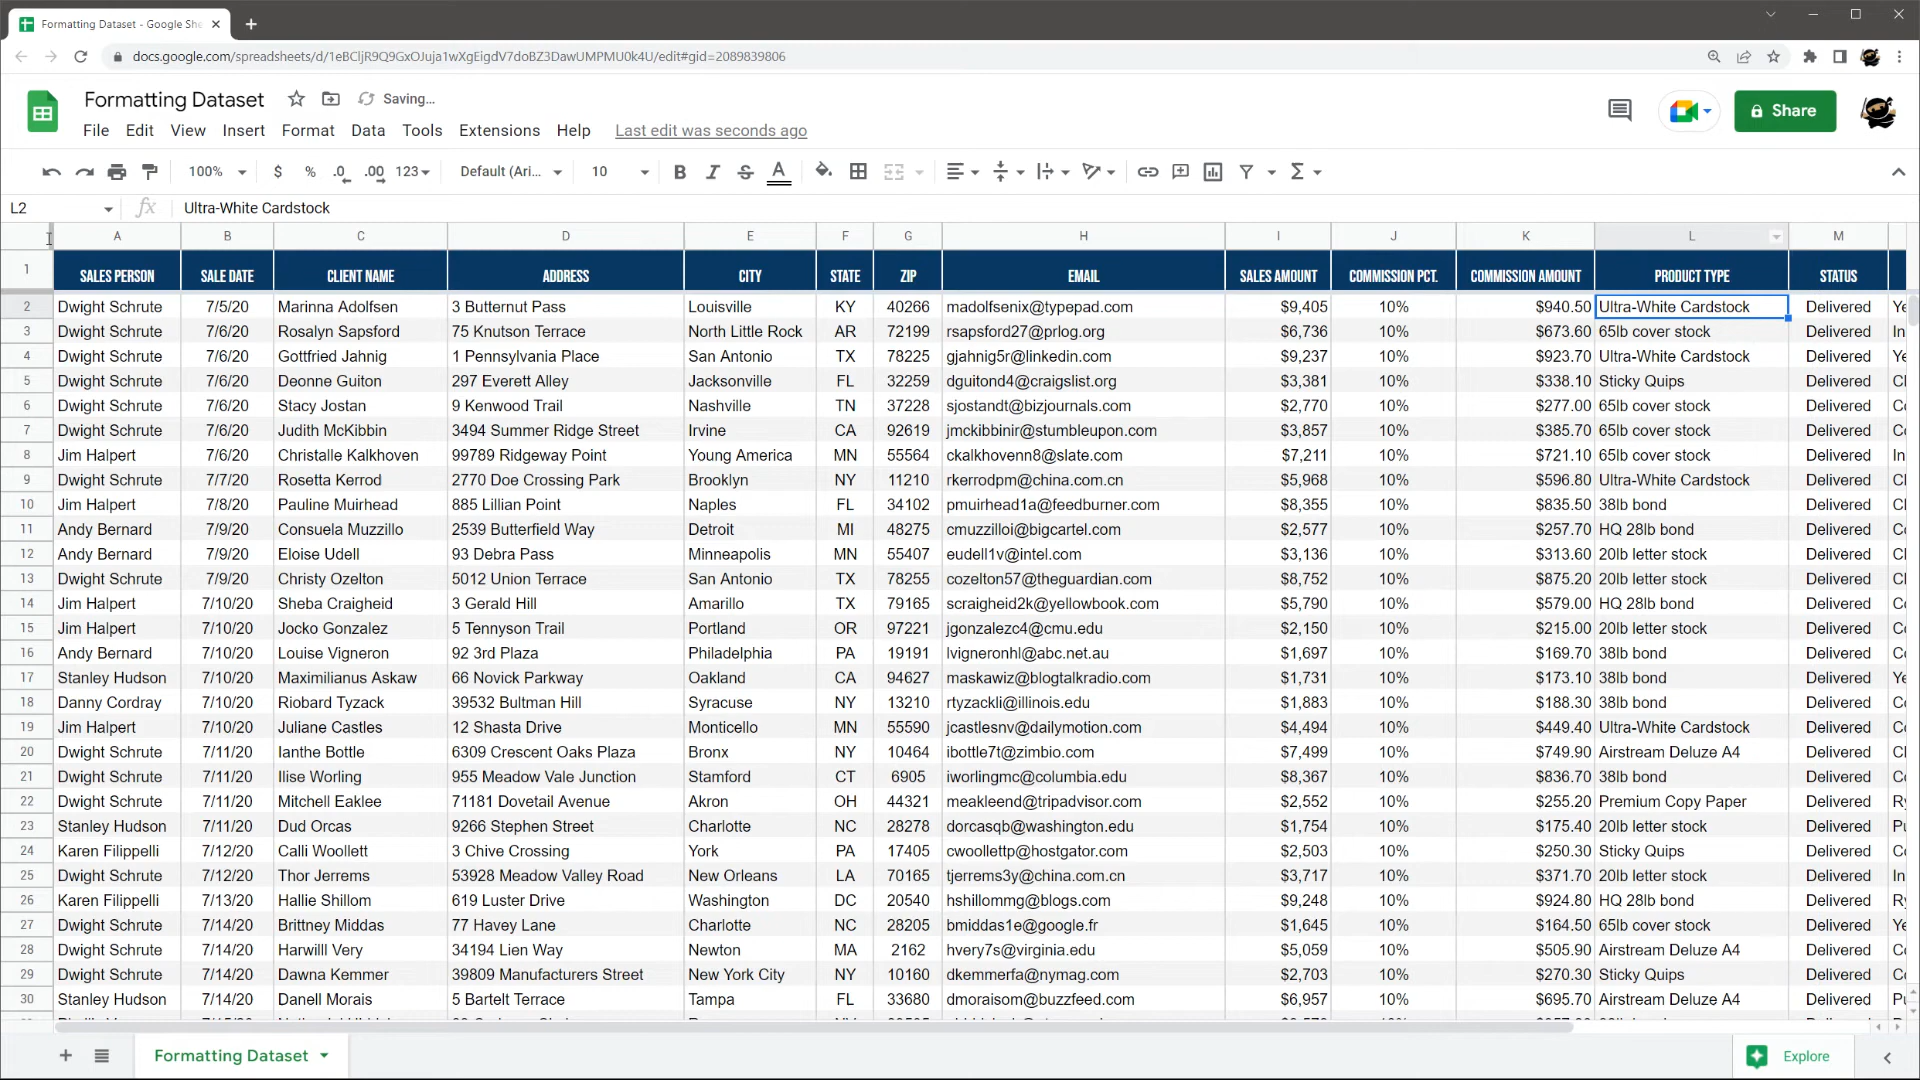 Formatting Dataset - Google She
docs.google.com/spreadsheets/d/1eBCljR9Q9GxOJuja1wXgEigdV7doBZ3DawUMPMU0k4U/edit#gid=2089839806
Formatting Dataset Saving...
File Edit View Insert Format Data Tools Extensions Help Last edit was seconds ago
Share
100% $ % .0 .00 123 Default (Ari... 10 B I S A Σ
L2 fx Ultra-White Cardstock
A B C D E F G H I J K L M
1 SALES PERSON SALE DATE CLIENT NAME ADDRESS CITY STATE ZIP EMAIL SALES AMOUNT COMMISSION PCT. COMMISSION AMOUNT PRODUCT TYPE STATUS
2 Dwight Schrute 7/5/20 Marinna Adolfsen 3 Butternut Pass Louisville KY 40266 madolfsenix@typepad.com $9,405 10% $940.50 Ultra-White Cardstock Delivered Ye
3 Dwight Schrute 7/6/20 Rosalyn Sapsford 75 Knutson Terrace North Little Rock AR 72199 rsapsford27@prlog.org $6,736 10% $673.60 65lb cover stock Delivered In
4 Dwight Schrute 7/6/20 Gottfried Jahnig 1 Pennsylvania Place San Antonio TX 78225 gjahnig5r@linkedin.com $9,237 10% $923.70 Ultra-White Cardstock Delivered Ye
5 Dwight Schrute 7/6/20 Deonne Guiton 297 Everett Alley Jacksonville FL 32259 dguitond4@craigslist.org $3,381 10% $338.10 Sticky Quips Delivered
6 Dwight Schrute 7/6/20 Stacy Jostan 9 Kenwood Trail Nashville TN 37228 sjostandt@bizjournals.com $2,770 10% $277.00 65lb cover stock Delivered
7 Dwight Schrute 7/6/20 Judith McKibbin 3494 Summer Ridge Street Irvine CA 92619 jmckibbinir@stumbleupon.com $3,857 10% $385.70 65lb cover stock Delivered
8 Jim Halpert 7/6/20 Christalle Kalkhoven 99789 Ridgeway Point Young America MN 55564 ckalkhovenn8@slate.com $7,211 10% $721.10 65lb cover stock Delivered In
9 Dwight Schrute 7/7/20 Rosetta Kerrod 2770 Doe Crossing Park Brooklyn NY 11210 rkerrodpm@china.com.cn $5,968 10% $596.80 Ultra-White Cardstock Delivered
10 Jim Halpert 7/8/20 Pauline Muirhead 885 Lillian Point Naples FL 34102 pmuirhead1a@feedburner.com $8,355 10% $835.50 38lb bond Delivered
11 Andy Bernard 7/9/20 Consuela Muzzillo 2539 Butterfield Way Detroit MI 48275 cmuzzilloi@bigcartel.com $2,577 10% $257.70 HQ 28lb bond Delivered
12 Andy Bernard 7/9/20 Eloise Udell 93 Debra Pass Minneapolis MN 55407 eudell1v@intel.com $3,136 10% $313.60 20lb letter stock Delivered
13 Dwight Schrute 7/9/20 Christy Ozelton 5012 Union Terrace San Antonio TX 78255 cozelton57@theguardian.com $8,752 10% $875.20 20lb letter stock Delivered
14 Jim Halpert 7/10/20 Sheba Craigheid 3 Gerald Hill Amarillo TX 79165 scraigheid2k@yellowbook.com $5,790 10% $579.00 HQ 28lb bond Delivered
15 Jim Halpert 7/10/20 Jocko Gonzalez 5 Tennyson Trail Portland OR 97221 jgonzalezc4@cmu.edu $2,150 10% $215.00 20lb letter stock Delivered
16 Andy Bernard 7/10/20 Louise Vigneron 92 3rd Plaza Philadelphia PA 19191 lvigneronhl@abc.net.au $1,697 10% $169.70 38lb bond Delivered
17 Stanley Hudson 7/10/20 Maximilianus Askaw 66 Novick Parkway Oakland CA 94627 maskawiz@blogtalkradio.com $1,731 10% $173.10 38lb bond Delivered Ye
18 Danny Cordray 7/10/20 Riobard Tyzack 39532 Bultman Hill Syracuse NY 13210 rtyzackli@illinois.edu $1,883 10% $188.30 38lb bond Delivered
19 Jim Halpert 7/10/20 Juliane Castles 12 Shasta Drive Monticello MN 55590 jcastlesnv@dailymotion.com $4,494 10% $449.40 Ultra-White Cardstock Delivered
20 Dwight Schrute 7/11/20 Ianthe Bottle 6309 Crescent Oaks Plaza Bronx NY 10464 ibottle7t@zimbio.com $7,499 10% $749.90 Airstream Deluze A4 Delivered
21 Dwight Schrute 7/11/20 Ilise Worling 955 Meadow Vale Junction Stamford CT 6905 iworlingmc@columbia.edu $8,367 10% $836.70 38lb bond Delivered
22 Dwight Schrute 7/11/20 Mitchell Eaklee 71181 Dovetail Avenue Akron OH 44321 meakleend@tripadvisor.com $2,552 10% $255.20 Premium Copy Paper Delivered Ry
23 Stanley Hudson 7/11/20 Dud Orcas 9266 Stephen Street Charlotte NC 28278 dorcasqb@washington.edu $1,754 10% $175.40 20lb letter stock Delivered
24 Karen Filippelli 7/12/20 Calli Woollett 3 Chive Crossing York PA 17405 cwoollettp@hostgator.com $2,503 10% $250.30 Sticky Quips Delivered
25 Dwight Schrute 7/12/20 Thor Jerrems 53928 Meadow Valley Road New Orleans LA 70165 tjerrems3y@china.com.cn $3,717 10% $371.70 20lb letter stock Delivered In
26 Karen Filippelli 7/13/20 Hallie Shillom 619 Luster Drive Washington DC 20540 hshillommg@blogs.com $9,248 10% $924.80 HQ 28lb bond Delivered Ry
27 Dwight Schrute 7/14/20 Brittney Middas 77 Havey Lane Charlotte NC 28205 bmiddas1e@google.fr $1,645 10% $164.50 65lb cover stock Delivered Ye
28 Dwight Schrute 7/14/20 Harwilll Very 34194 Lien Way Newton MA 2162 hvery7s@virginia.edu $5,059 10% $505.90 Airstream Deluze A4 Delivered
29 Dwight Schrute 7/14/20 Dawna Kemmer 39809 Manufacturers Street New York City NY 10160 dkemmerfa@nymag.com $2,703 10% $270.30 Sticky Quips Delivered
30 Stanley Hudson 7/14/20 Danell Morais 5 Bartelt Terrace Tampa FL 33680 dmoraisom@buzzfeed.com $6,957 10% $695.70 Airstream Deluze A4 Delivered
Formatting Dataset
Explore